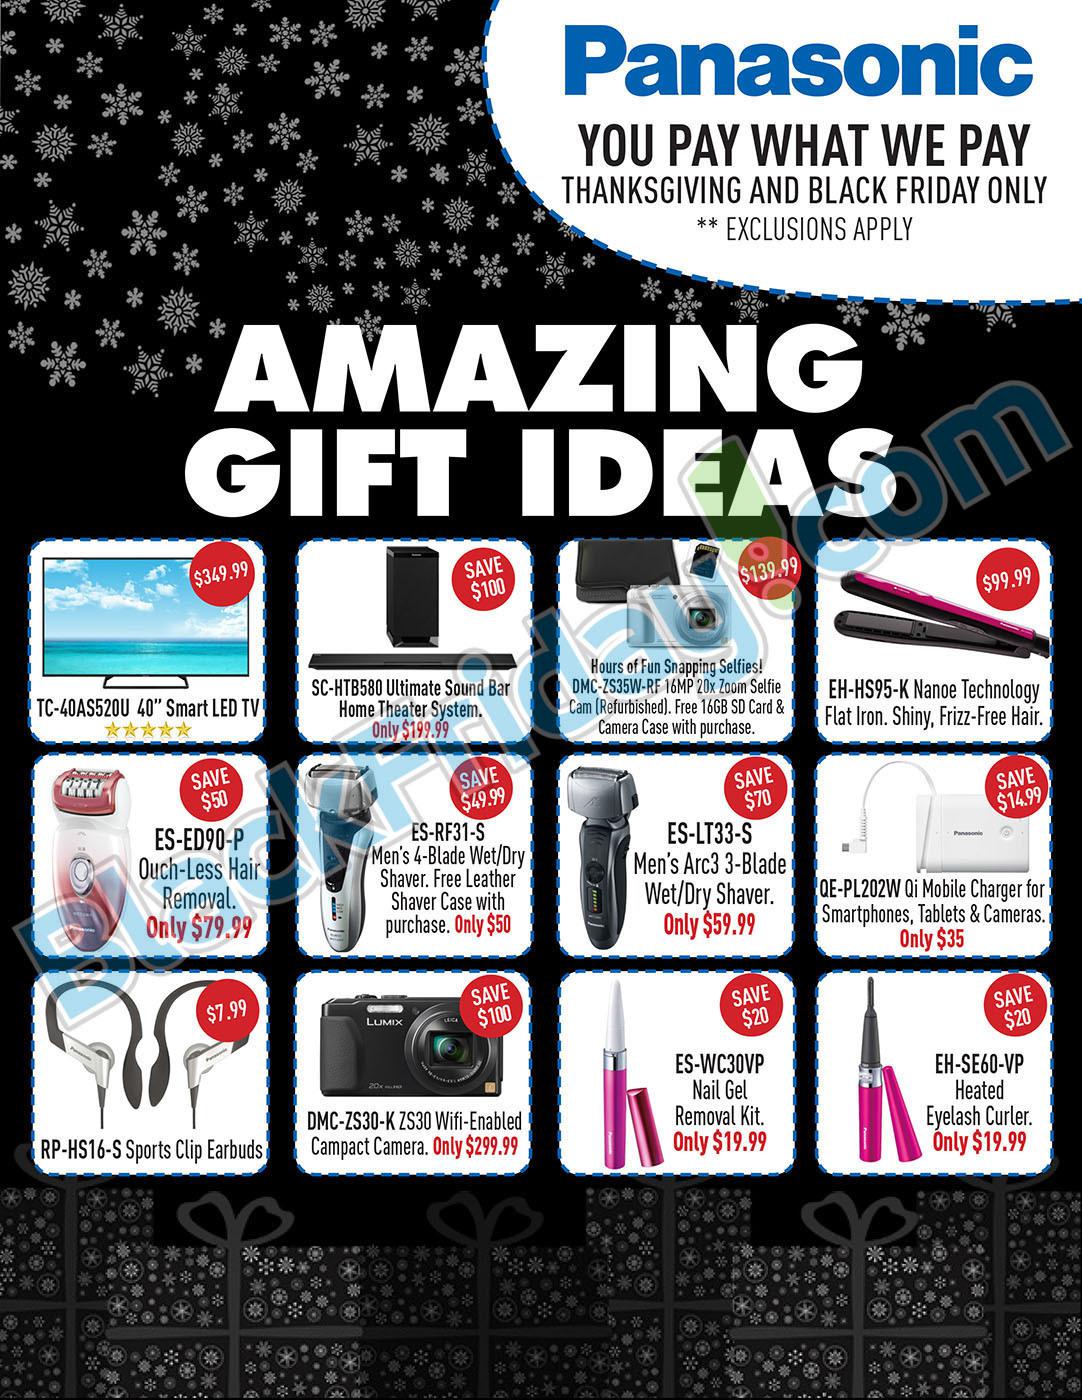 Panasonic
YOU PAY WHAT WE PAY
THANKSGIVING AND BLACK FRIDAY ONLY
** EXCLUSIONS APPLY
AMAZING
GIFT IDEAS
BlackFriday!.com
$349.99
TC-40AS520U 40” Smart LED TV
SAVE
$100
SC-HTB580 Ultimate Sound Bar
Home Theater System.
Only $199.99
$139.99
Hours of Fun Snapping Selfies!
DMC-ZS35W-RF 16MP 20x Zoom Selfie
Cam (Refurbished). Free 16GB SD Card &
Camera Case with purchase.
$99.99
EH-HS95-K Nanoe Technology
Flat Iron. Shiny, Frizz-Free Hair.
SAVE
$50
ES-ED90-P
Ouch-Less Hair
Removal.
Only $79.99
SAVE
$49.99
ES-RF31-S
Men's 4-Blade Wet/Dry
Shaver. Free Leather
Shaver Case with
purchase. Only $50
SAVE
$70
ES-LT33-S
Men's Arc3 3-Blade
Wet/Dry Shaver.
Only $59.99
SAVE
$14.99
Panasonic
QE-PL202W Qi Mobile Charger for
Smartphones, Tablets & Cameras.
Only $35
$7.99
RP-HS16-S Sports Clip Earbuds
SAVE
$100
LUMIX
LEICA
20x
DMC-ZS30-K ZS30 Wifi-Enabled
Campact Camera. Only $299.99
SAVE
$20
ES-WC30VP
Nail Gel
Removal Kit.
Only $19.99
Panasonic
SAVE
$20
EH-SE60-VP
Heated
Eyelash Curler.
Only $19.99
Panasonic